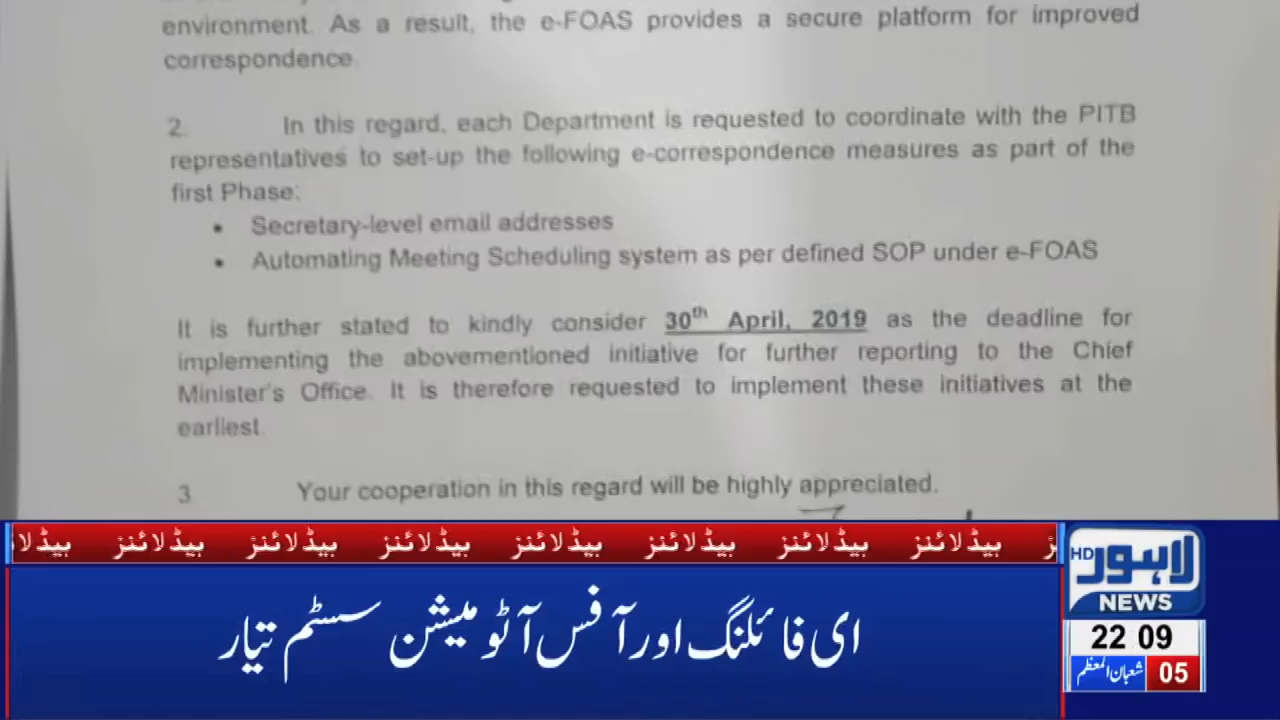 environment. As a result, the e-FOAS provides a secure platform for improved
correspondence
2. In this regard, each Department is requested to coordinate with the PITB
representatives to set-up the following e-correspondence measures as part of the
first Phase:
• Secretary-level email addresses
• Automating Meeting Scheduling system as per defined SOP under e-FOAS
It is further stated to kindly consider 30th April, 2019 as the deadline for
implementing the abovementioned initiative for further reporting to the Chief
Minister's Office. It is therefore requested to implement these initiatives at the
earliest.
3 Your cooperation in this regard will be highly appreciated.
ہیڈلائنز ہیڈلائنز ہیڈلائنز ہیڈلائنز ہیڈلائنز ہیڈلائنز ہیڈلائنز
ای فائلنگ اور آفس آٹومیشن سسٹم تیار
لاہور HD
NEWS
22 09
05 شعبان المعظم